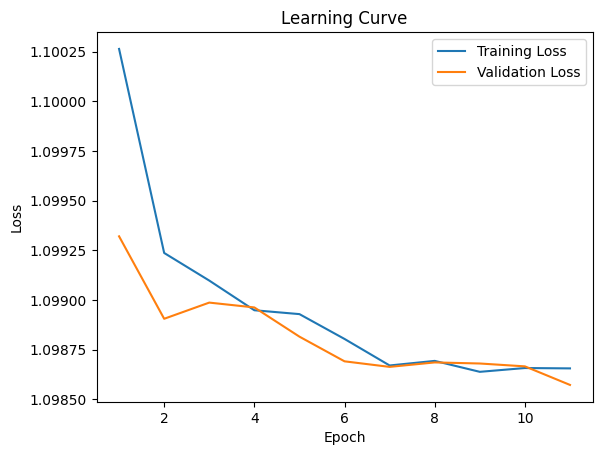 Learning Curve
Training Loss
Validation Loss
1.10025
1.10000
1.09975
1.09950
1.09925
1.09900
1.09875
1.09850
Loss
2 4 6 8 10
Epoch